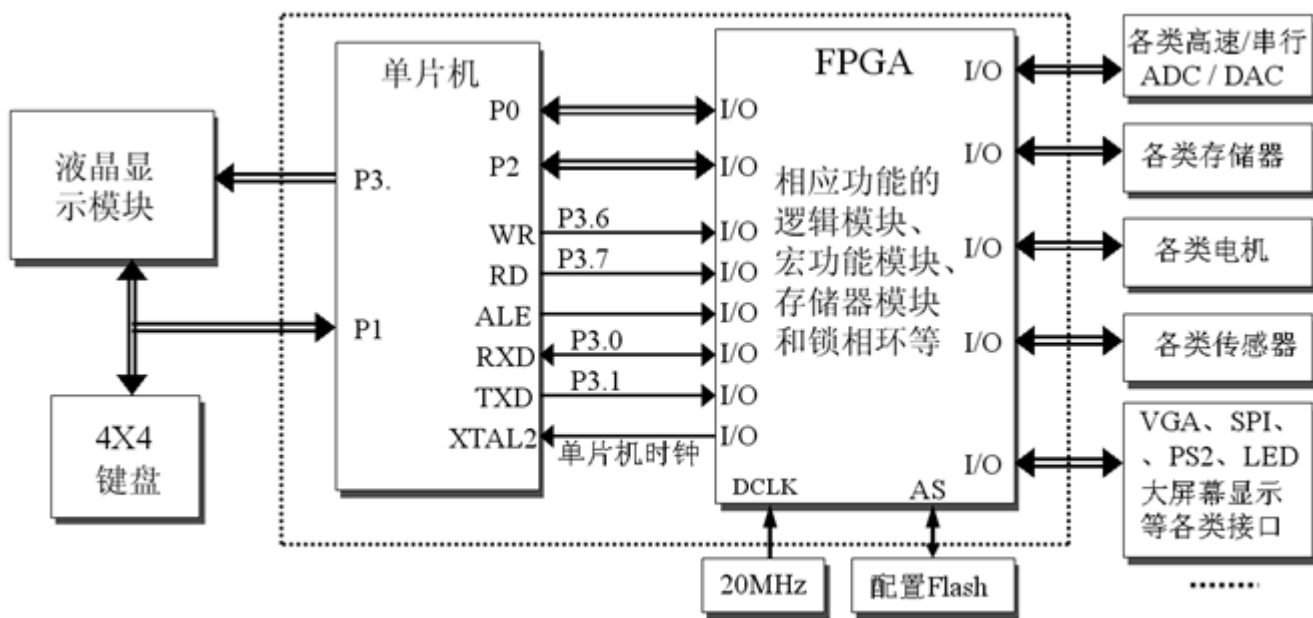 液晶显
示模块
4X4
键盘
单片机
P0
P2
P3.
WR
RD
ALE
P1
RXD
TXD
XTAL2
P3.6
P3.7
P3.0
P3.1
单片机时钟
FPGA
I/O
I/O
I/O
I/O
I/O
I/O
I/O
I/O
相应功能的
逻辑模块、
宏功能模块、
存储器模块
和锁相环等
I/O
I/O
I/O
I/O
I/O
DCLK
AS
20MHz
配置Flash
各类高速/串行
ADC / DAC
各类存储器
各类电机
各类传感器
VGA、SPI、
、PS2、LED
大屏幕显示
等各类接口